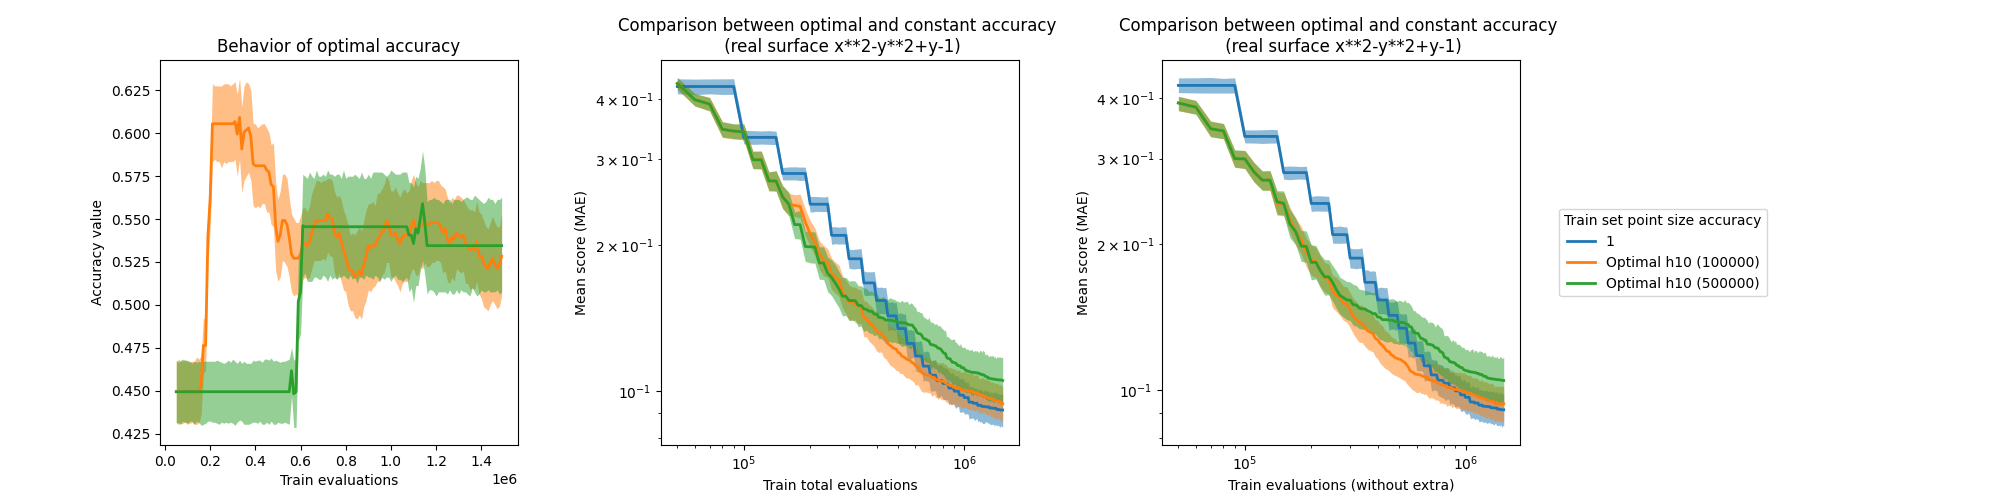 Behavior of optimal accuracy
Accuracy value
0.625
0.600
0.575
0.550
0.525
0.500
0.475
0.450
0.425
0.0 0.2 0.4 0.6 0.8 1.0 1.2 1.4
1e6
Train evaluations
Comparison between optimal and constant accuracy
(real surface x**2-y**2+y-1)
Mean score (MAE)
4 × 10⁻¹
3 × 10⁻¹
2 × 10⁻¹
10⁻¹
10⁵ 10⁶
Train total evaluations
Comparison between optimal and constant accuracy
(real surface x**2-y**2+y-1)
Mean score (MAE)
4 × 10⁻¹
3 × 10⁻¹
2 × 10⁻¹
10⁻¹
10⁵ 10⁶
Train evaluations (without extra)
Train set point size accuracy
1
Optimal h10 (100000)
Optimal h10 (500000)